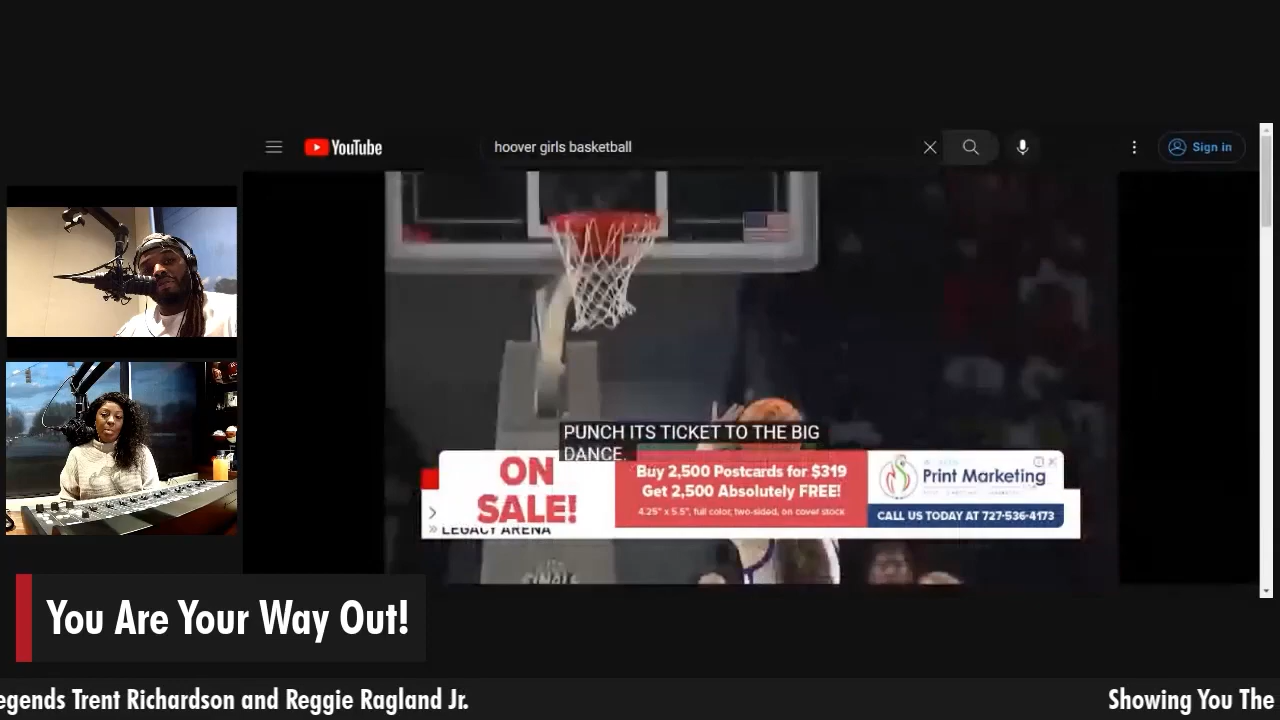 YouTube
hoover girls basketball
Sign in
PUNCH ITS TICKET TO THE BIG
DANCE.
ON
SALE!
Buy 2,500 Postcards for $319
Get 2,500 Absolutely FREE!
4.25" x 5.5", full color, two-sided, on cover stock
Print Marketing
CALL US TODAY AT 727-536-4173
LEGACY ARENA
You Are Your Way Out!
egends Trent Richardson and Reggie Ragland Jr.
Showing You The